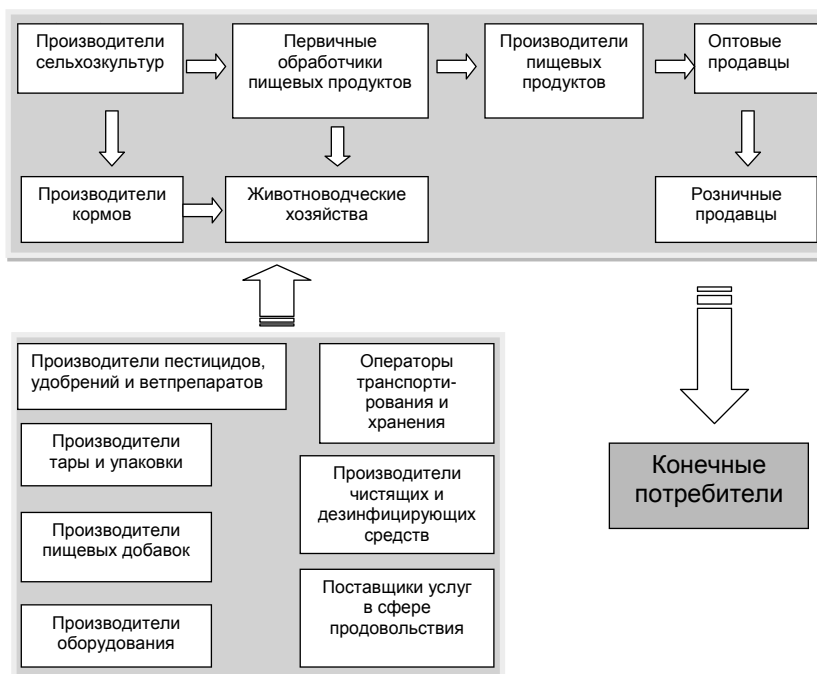 Производители
сельхозкультур
Первичные
обработчики
пищевых продуктов
Производители
пищевых
продуктов
Оптовые
продавцы
Производители
кормов
Животноводческие
хозяйства
Розничные
продавцы
Производители пестицидов,
удобрений и ветпрепаратов
Операторы
транспорти-
рования и
хранения
Производители
тары и упаковки
Производители
чистящих и
дезинфицирующих
средств
Производители
пищевых добавок
Поставщики услуг
в сфере
продовольствия
Производители
оборудования
Конечные
потребители